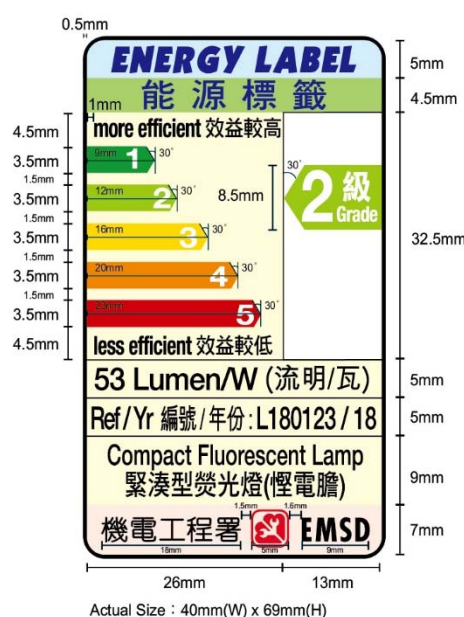 0.5mm
ENERGY LABEL
5mm
能源標籤
4.5mm
1mm
more efficient 效益較高
4.5mm
3.5mm
9mm
1
30°
1.5mm
3.5mm
12mm
2
30°
8.5mm
30°
2級
Grade
32.5mm
1.5mm
3.5mm
16mm
3
30°
1.5mm
3.5mm
20mm
4
30°
1.5mm
3.5mm
23mm
5
30°
4.5mm
less efficient 效益較低
53 Lumen/W (流明/瓦)
5mm
Ref / Yr 編號 / 年份 : L180123 / 18
5mm
Compact Fluorescent Lamp
緊湊型熒光燈(慳電膽)
9mm
1.5mm
1.6mm
機電工程署
EMSD
7mm
18mm
5mm
9mm
26mm
13mm
Actual Size : 40mm(W) x 69mm(H)